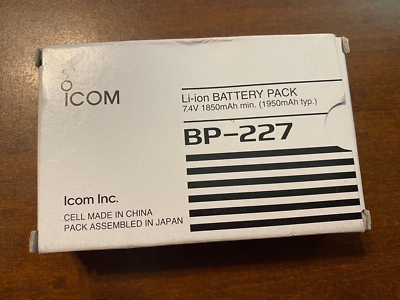 ICOM
Li-ion BATTERY PACK
7.4V 1850mAh min. (1950mAh typ.)
BP-227
Icom Inc.
CELL MADE IN CHINA
PACK ASSEMBLED IN JAPAN